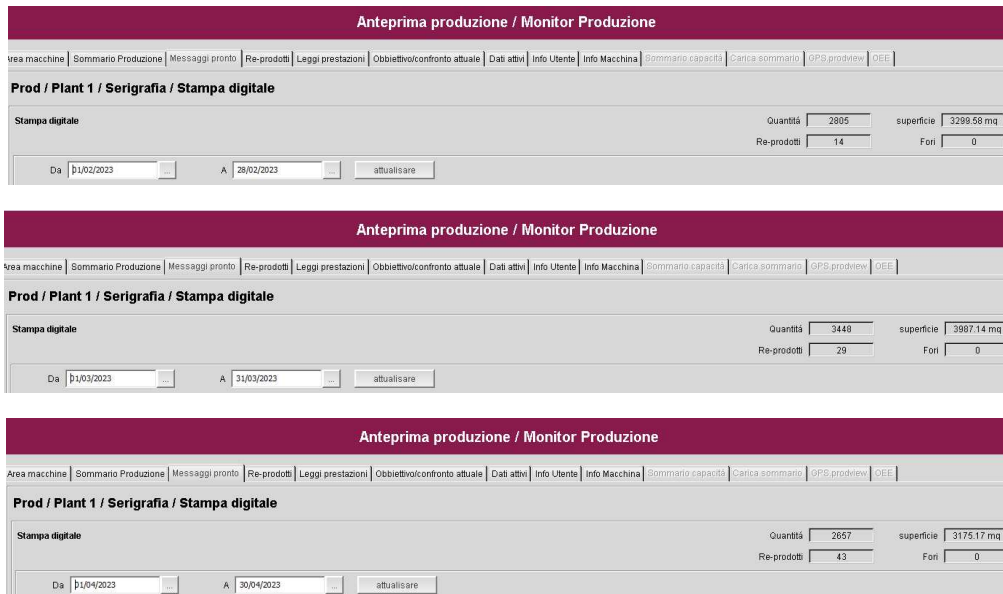 Anteprima produzione / Monitor Produzione
Area macchine Sommario Produzione Messaggi pronto Re-prodotti Leggi prestazioni Obbiettivo/confronto attuale Dati attivi Info Utente Info Macchina Sommario capacità Carica sommario GPS.prodview OEE
Prod / Plant 1 / Serigrafia / Stampa digitale
Stampa digitale Quantità 2805 superficie 3299.58 mq
Re-prodotti 14 Fori 0
Da 01/02/2023 ... A 28/02/2023 ... attualisare
Anteprima produzione / Monitor Produzione
Area macchine Sommario Produzione Messaggi pronto Re-prodotti Leggi prestazioni Obbiettivo/confronto attuale Dati attivi Info Utente Info Macchina Sommario capacità Carica sommario GPS.prodview OEE
Prod / Plant 1 / Serigrafia / Stampa digitale
Stampa digitale Quantità 3448 superficie 3987.14 mq
Re-prodotti 29 Fori 0
Da 01/03/2023 ... A 31/03/2023 ... attualisare
Anteprima produzione / Monitor Produzione
Area macchine Sommario Produzione Messaggi pronto Re-prodotti Leggi prestazioni Obbiettivo/confronto attuale Dati attivi Info Utente Info Macchina Sommario capacità Carica sommario GPS.prodview OEE
Prod / Plant 1 / Serigrafia / Stampa digitale
Stampa digitale Quantità 2657 superficie 3175.17 mq
Re-prodotti 43 Fori 0
Da 01/04/2023 ... A 30/04/2023 ... attualisare